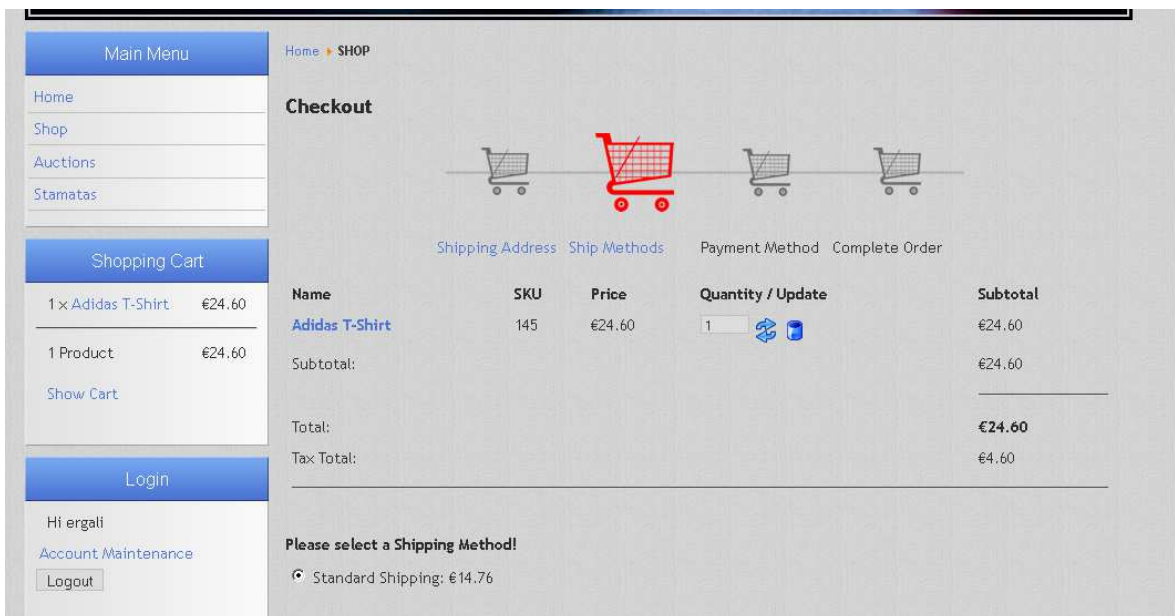 Main Menu
Home
Shop
Auctions
Stamatas
Shopping Cart
1 x Adidas T-Shirt €24.60
1 Product €24.60
Show Cart
Login
Hi ergali
Account Maintenance
Logout
Home SHOP
Checkout
Shipping Address Ship Methods Payment Method Complete Order
Name SKU Price Quantity / Update Subtotal
Adidas T-Shirt 145 €24.60 1 €24.60
Subtotal: €24.60
Total: €24.60
Tax Total: €4.60
Please select a Shipping Method!
Standard Shipping: €14.76